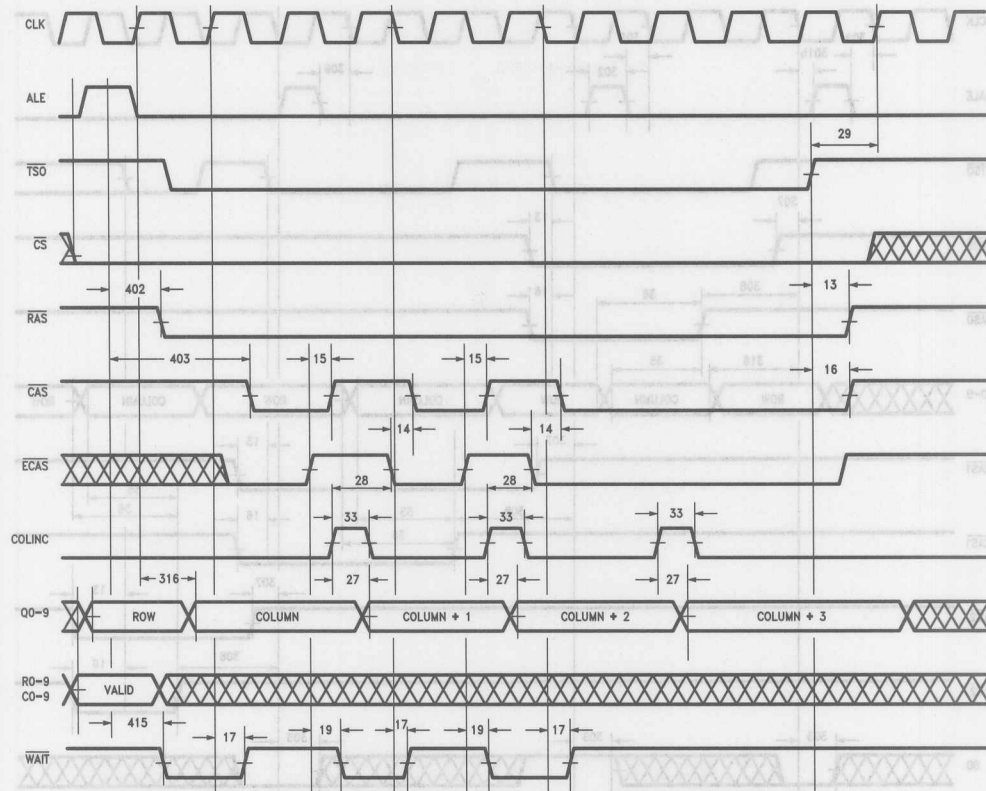 CLK
ALE
29
TSO
CS
402
13
RAS
403
15
15
16
CAS
14
14
ECAS
28
28
33
33
33
COLINC
316
27
27
27
Q0-9
ROW
COLUMN
COLUMN + 1
COLUMN + 2
COLUMN + 3
R0-9
C0-9
VALID
415
17
19
17
19
17
WAIT